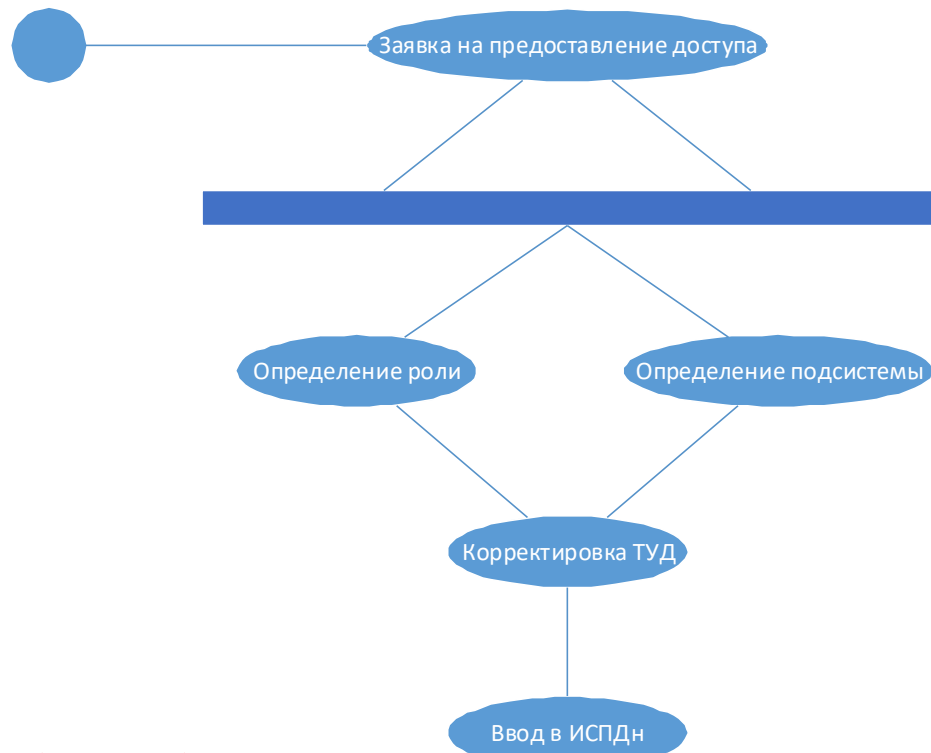 Заявка на предоставление доступа
Определение роли
Определение подсистемы
Корректировка ТУД
Ввод в ИСПДн